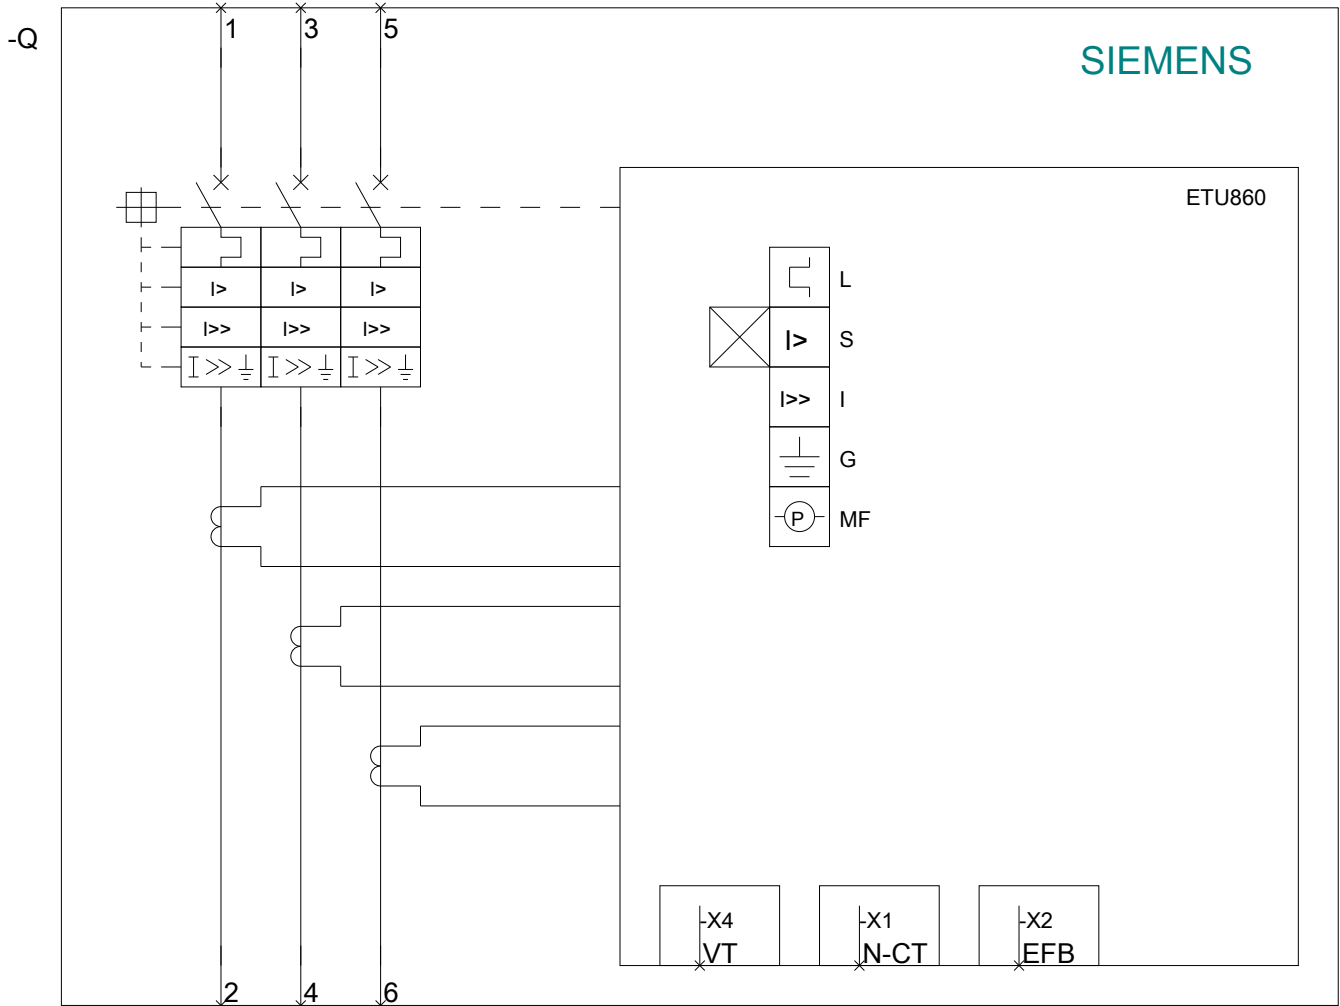 1 3 5
-Q
SIEMENS
ETU860
I> I> I>
I>> I>> I>>
I >> I >> I >>
L
I> S
I>> I
G
P MF
-X4 -X1 -X2
VT N-CT EFB
2 4 6